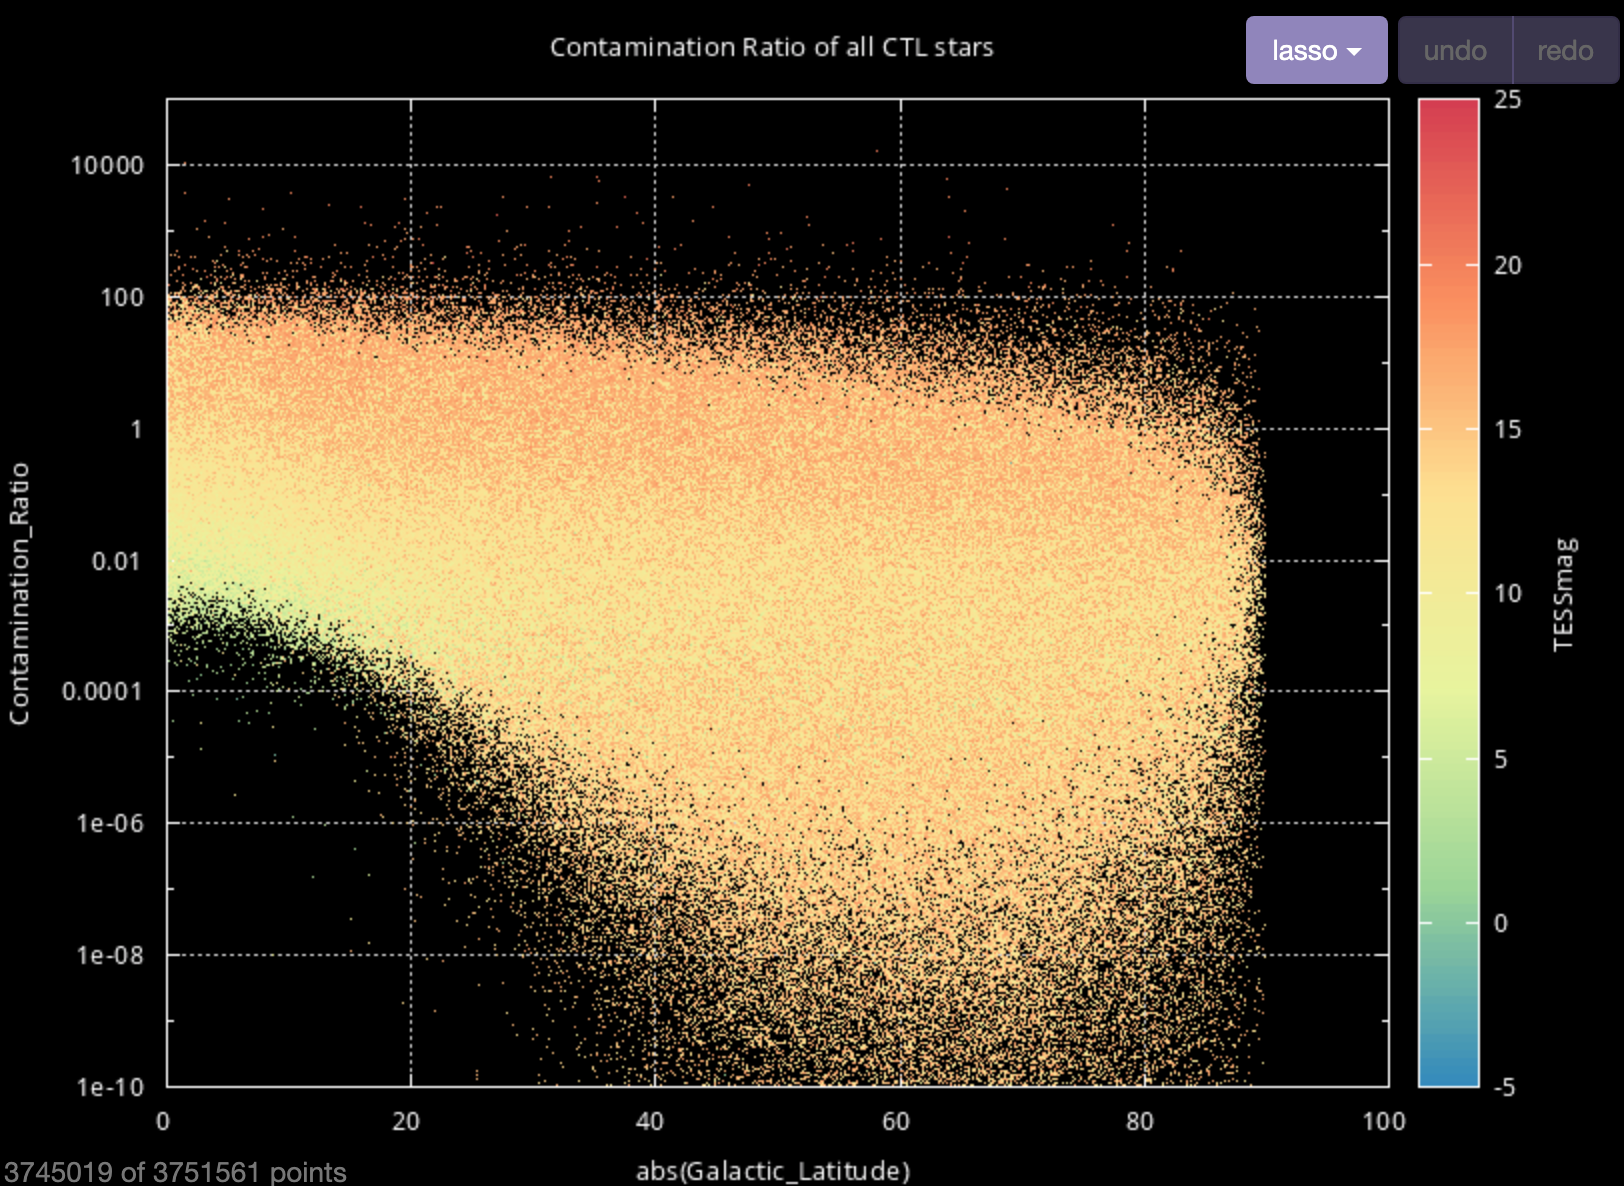 Contamination Ratio of all CTL stars
lasso
undo
redo
10000
100
1
0.01
0.0001
1e-06
1e-08
1e-10
Contamination_Ratio
0
20
40
60
80
100
abs(Galactic_Latitude)
25
20
15
10
5
0
-5
TESSmag
3745019 of 3751561 points